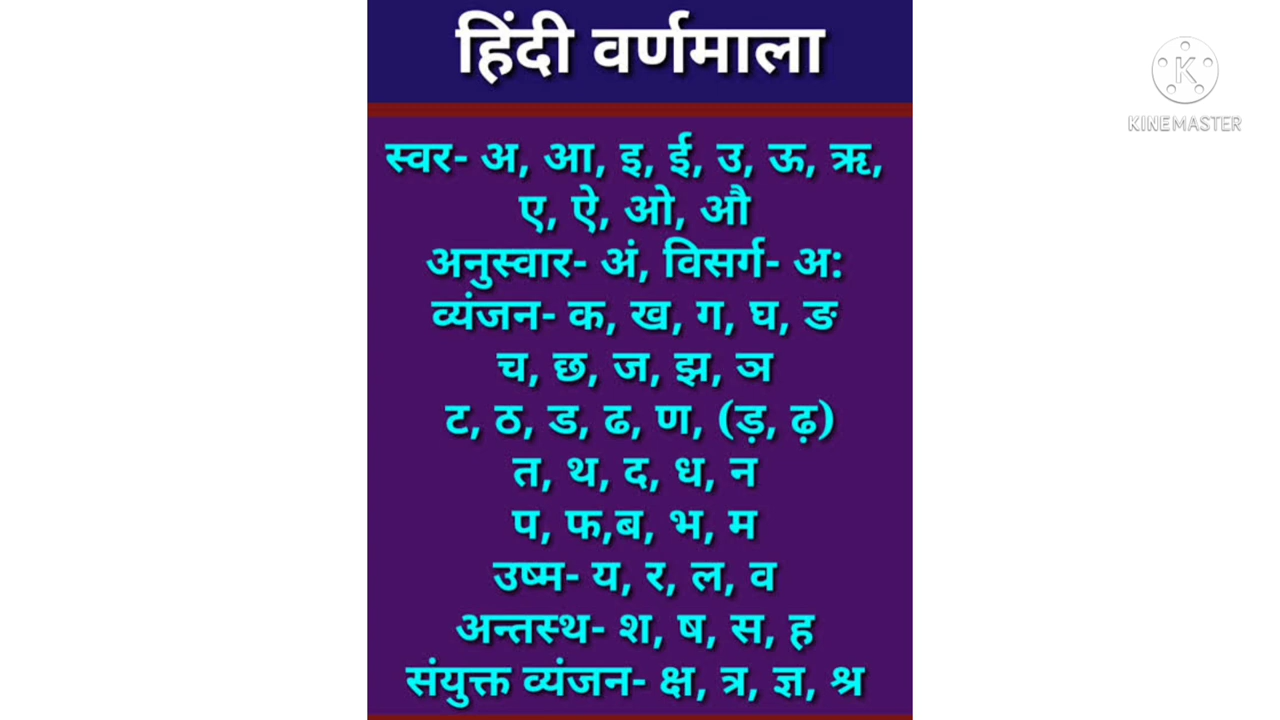 हिंदी वर्णमाला
KINEMASTER
स्वर- अ, आ, इ, ई, उ, ऊ, ऋ,
ए, ऐ, ओ, औ
अनुस्वार- अं, विसर्ग- अ:
व्यंजन- क, ख, ग, घ, ङ
च, छ, ज, झ, ञ
ट, ठ, ड, ढ, ण, (ड़, ढ़)
त, थ, द, ध, न
प, फ,ब, भ, म
उष्म- य, र, ल, व
अन्तस्थ- श, ष, स, ह
संयुक्त व्यंजन- क्ष, त्र, ज्ञ, श्र